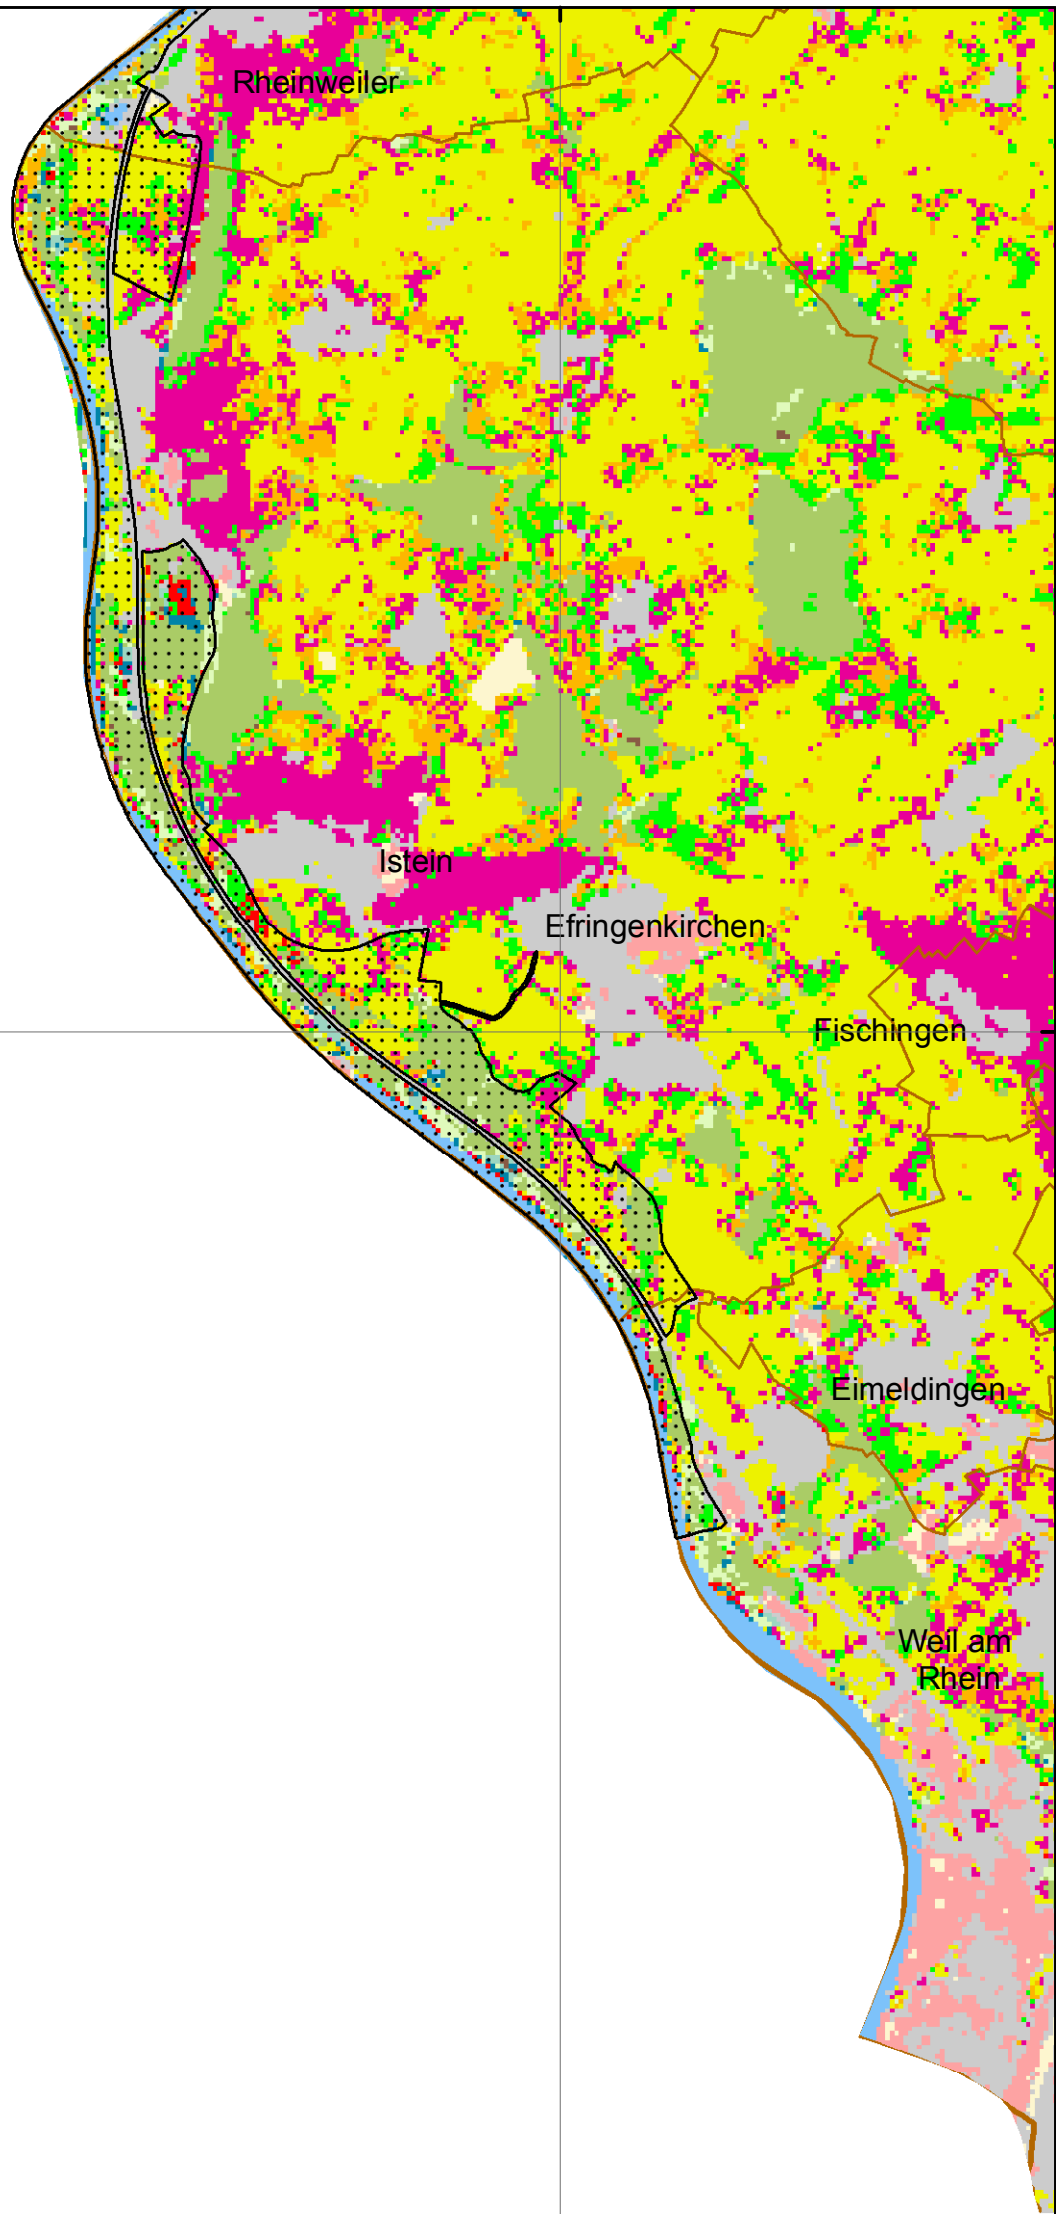 Rheinweiler
Istein
Efringenkirchen
Fischingen
Eimeldingen
Weil am
Rhein